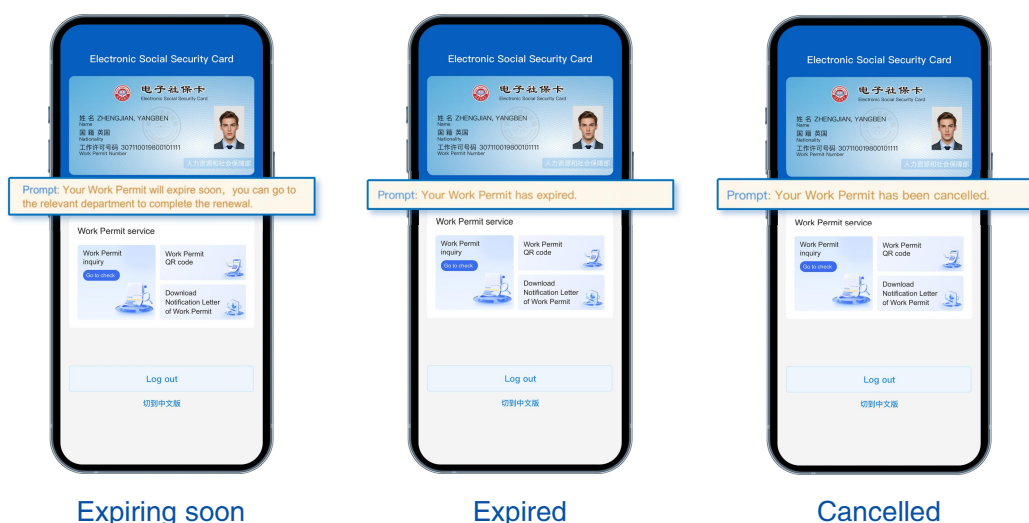 Electronic Social Security Card
电子社保卡
Electronic Social Security Card
姓 名 ZHENGJIAN, YANGBEN
Name
国 籍 英国
Nationality
工作许可号码 307110019800101111
Work Permit Number
人力资源和社会保障部
Prompt: Your Work Permit will expire soon, you can go to
the relevant department to complete the renewal.
Work Permit service
Work Permit
inquiry
Go to check
Work Permit
QR code
Download
Notification Letter
of Work Permit
Log out
切到中文版
Expiring soon
Electronic Social Security Card
电子社保卡
Electronic Social Security Card
姓 名 ZHENGJIAN, YANGBEN
Name
国 籍 英国
Nationality
工作许可号码 307110019800101111
Work Permit Number
人力资源和社会保障部
Prompt: Your Work Permit has expired.
Work Permit service
Work Permit
inquiry
Go to check
Work Permit
QR code
Download
Notification Letter
of Work Permit
Log out
切到中文版
Expired
Electronic Social Security Card
电子社保卡
Electronic Social Security Card
姓 名 ZHENGJIAN, YANGBEN
Name
国 籍 英国
Nationality
工作许可号码 307110019800101111
Work Permit Number
人力资源和社会保障部
Prompt: Your Work Permit has been cancelled.
Work Permit service
Work Permit
inquiry
Go to check
Work Permit
QR code
Download
Notification Letter
of Work Permit
Log out
切到中文版
Cancelled